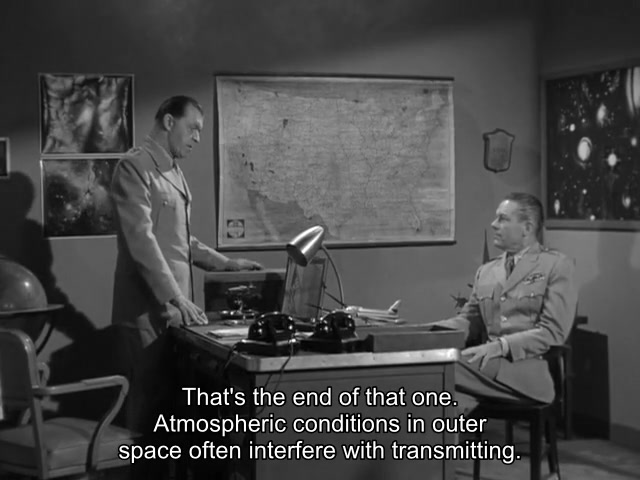 That's the end of that one.
Atmospheric conditions in outer
space often interfere with transmitting.